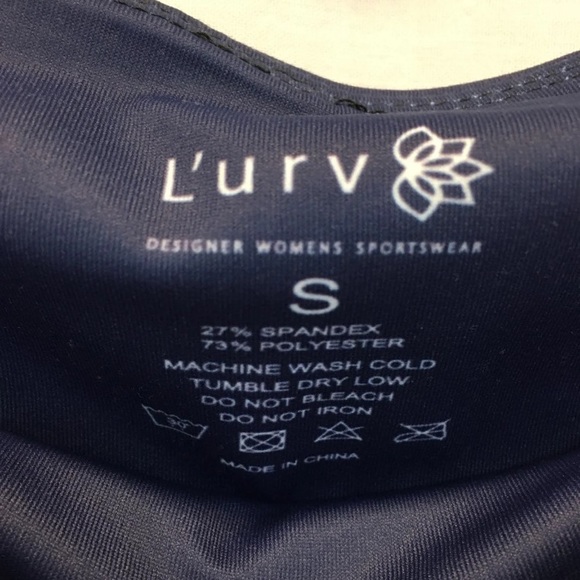 L'urv
DESIGNER WOMENS SPORTSWEAR
S
27% SPANDEX
73% POLYESTER
MACHINE WASH COLD
TUMBLE DRY LOW
DO NOT BLEACH
DO NOT IRON
30°
MADE IN CHINA